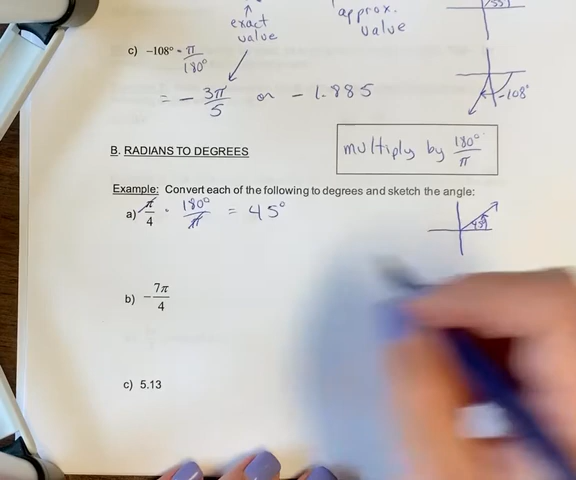 exact value
approx. value
c) −108° · π/180°
= − 3π/5 or − 1.885
-108°
B. RADIANS TO DEGREES
multiply by 180°/π
Example: Convert each of the following to degrees and sketch the angle:
a) π/4 · 180°/π = 45°
45°
b) −7π/4
c) 5.13